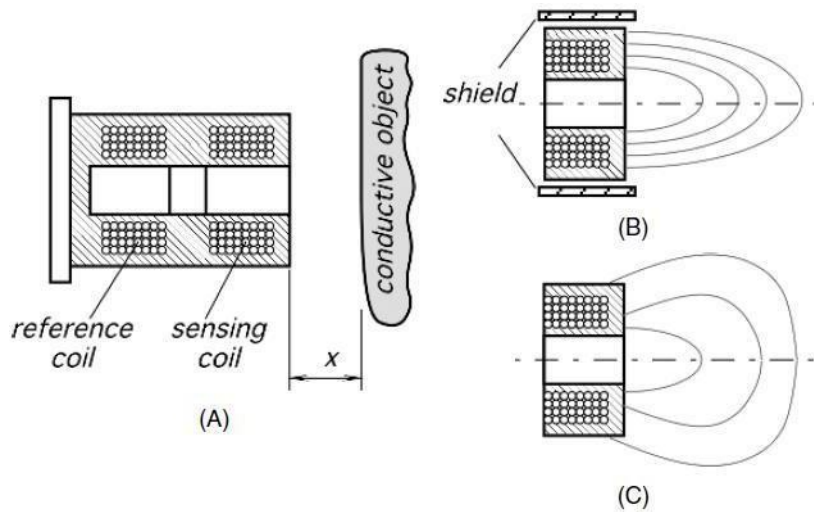 conductive object
reference
coil
sensing
coil
x
(A)
shield
(B)
(C)